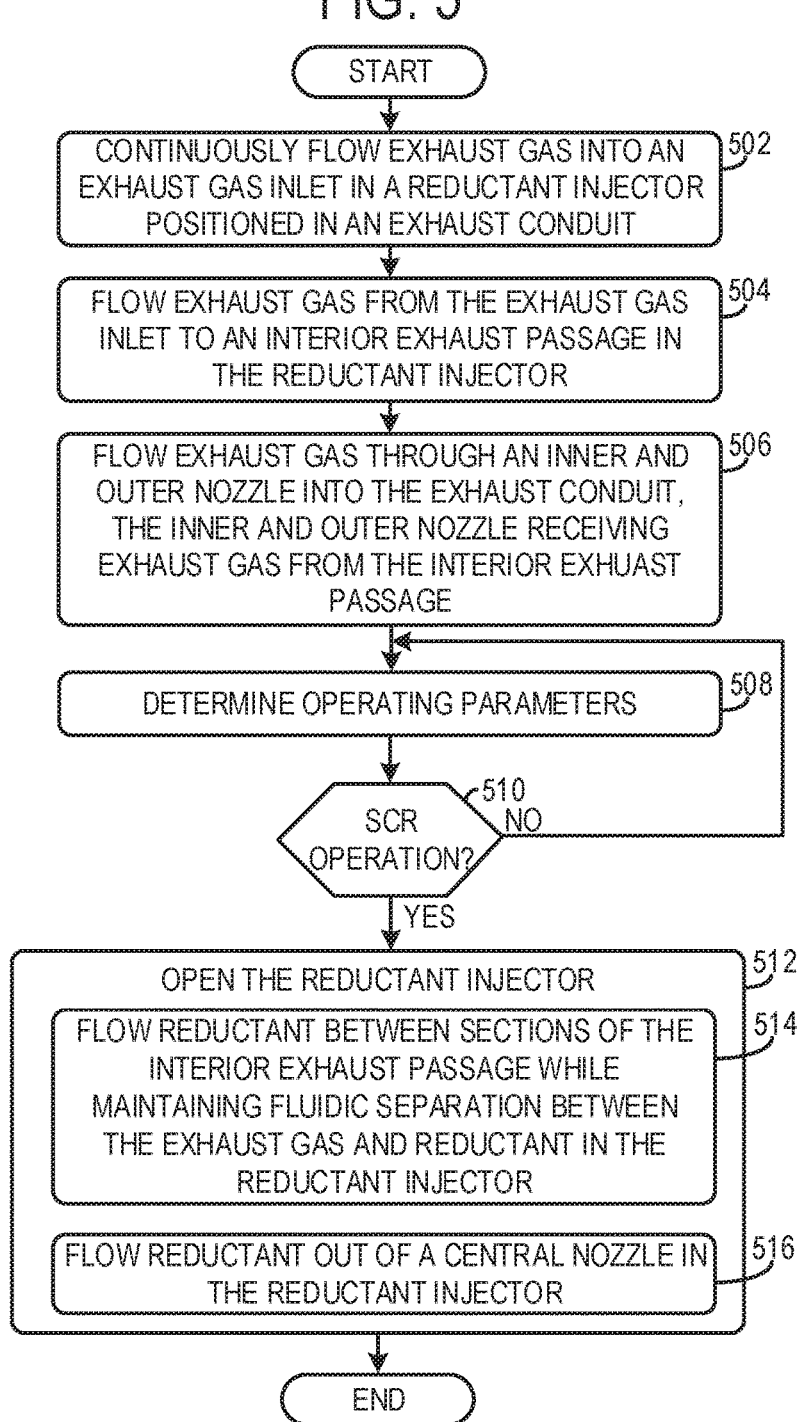 FIG. 5
START
CONTINUOUSLY FLOW EXHAUST GAS INTO AN
EXHAUST GAS INLET IN A REDUCTANT INJECTOR
POSITIONED IN AN EXHAUST CONDUIT
502
FLOW EXHAUST GAS FROM THE EXHAUST GAS
INLET TO AN INTERIOR EXHAUST PASSAGE IN
THE REDUCTANT INJECTOR
504
FLOW EXHAUST GAS THROUGH AN INNER AND
OUTER NOZZLE INTO THE EXHAUST CONDUIT,
THE INNER AND OUTER NOZZLE RECEIVING
EXHAUST GAS FROM THE INTERIOR EXHUAST
PASSAGE
506
DETERMINE OPERATING PARAMETERS
508
510
SCR
OPERATION?
NO
YES
OPEN THE REDUCTANT INJECTOR
512
FLOW REDUCTANT BETWEEN SECTIONS OF THE
INTERIOR EXHAUST PASSAGE WHILE
MAINTAINING FLUIDIC SEPARATION BETWEEN
THE EXHAUST GAS AND REDUCTANT IN THE
REDUCTANT INJECTOR
514
FLOW REDUCTANT OUT OF A CENTRAL NOZZLE IN
THE REDUCTANT INJECTOR
516
END